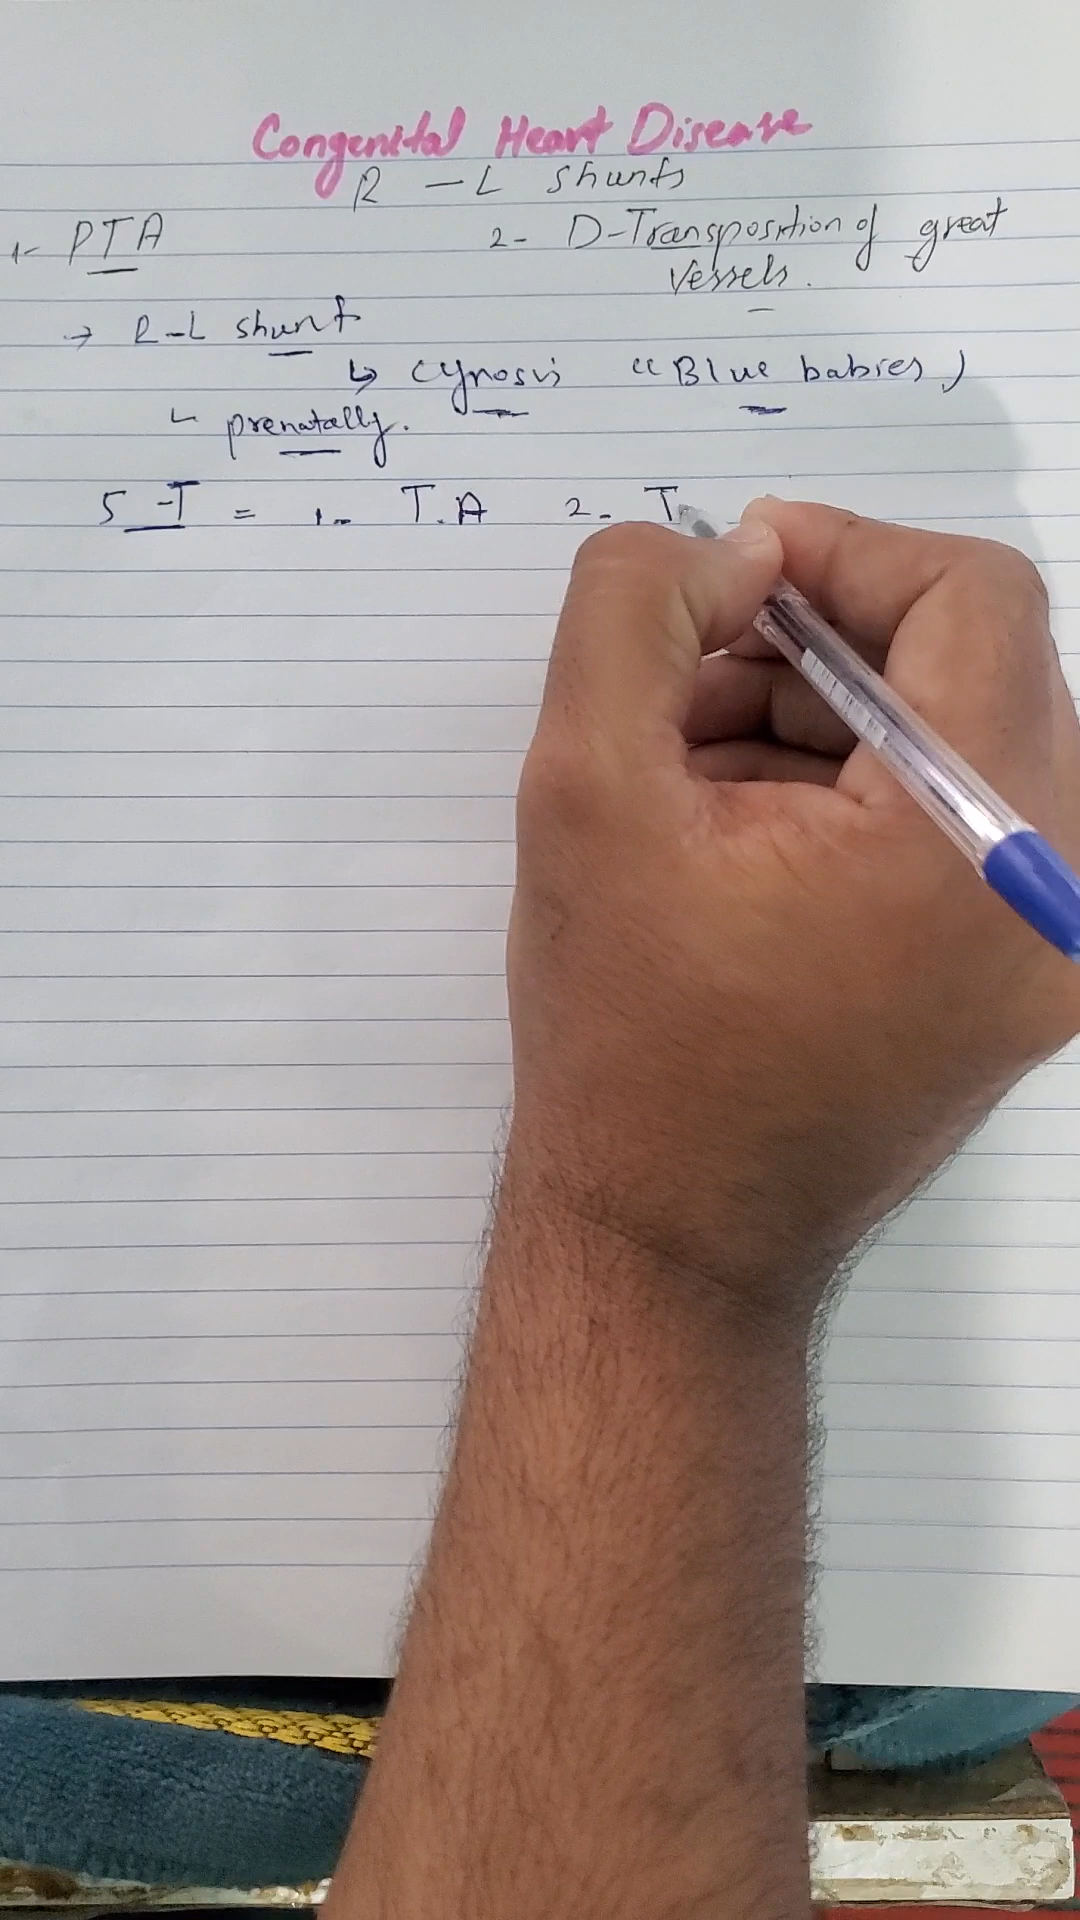 Congenital Heart Disease
R - L shunts
1- PTA 2- D-Transposition of great
Vessels.
→ R-L shunt
↳ Cynosis "Blue babies)
↳ prenatally.
5 -T = 1- T.A 2- T